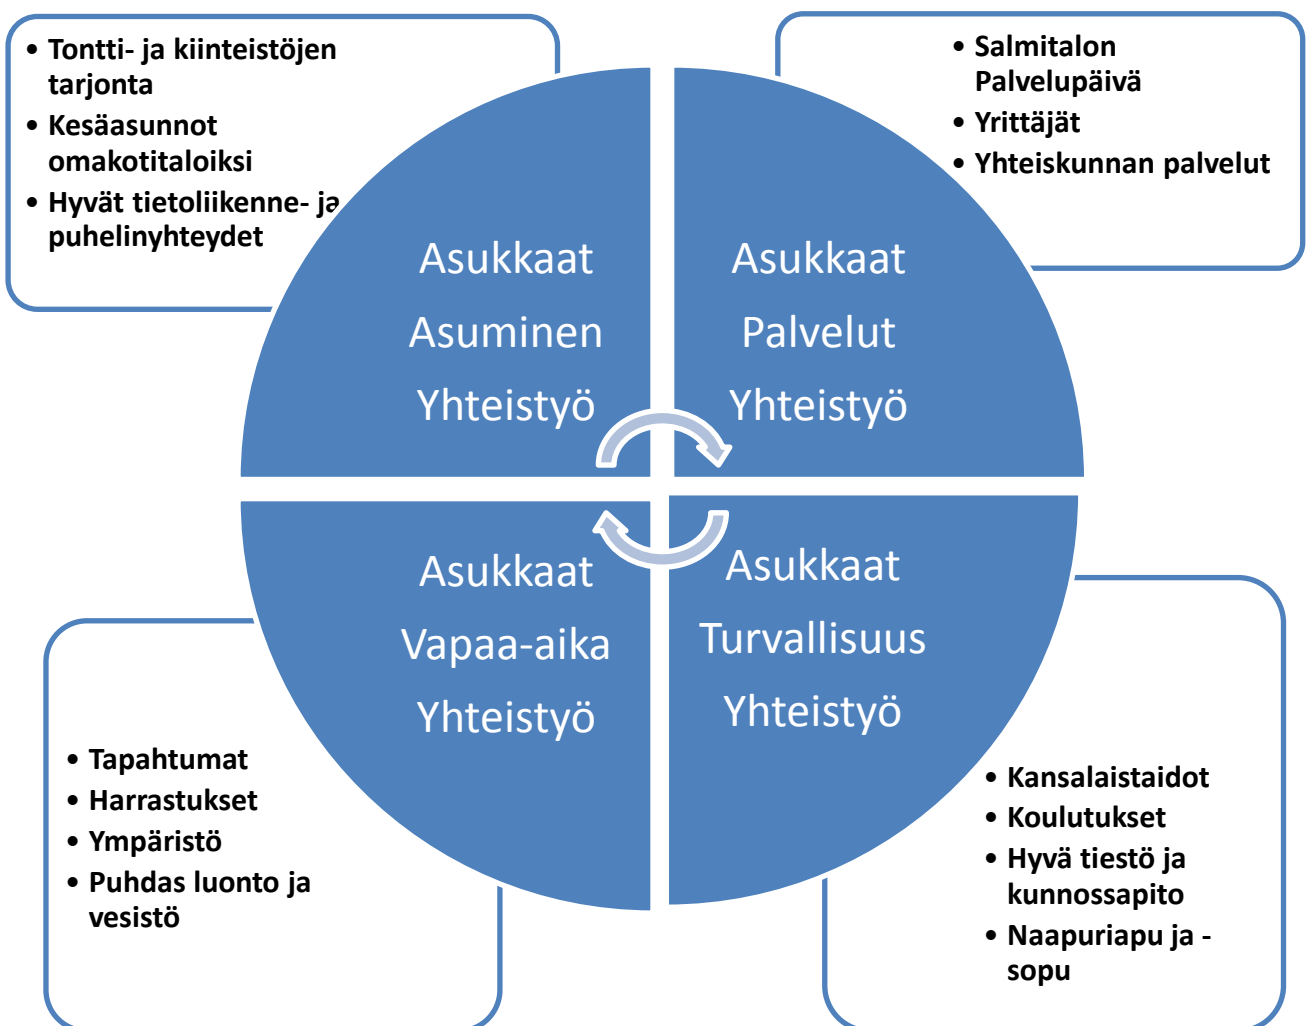 • Tontti- ja kiinteistöjen
tarjonta
• Kesäasunnot
omakotitaloiksi
• Hyvät tietoliikenne- ja
puhelinyhteydet
• Salmitalon
Palvelupäivä
• Yrittäjät
• Yhteiskunnan palvelut
Asukkaat
Asuminen
Yhteistyö
Asukkaat
Palvelut
Yhteistyö
Asukkaat
Vapaa-aika
Yhteistyö
Asukkaat
Turvallisuus
Yhteistyö
• Tapahtumat
• Harrastukset
• Ympäristö
• Puhdas luonto ja
vesistö
• Kansalaistaidot
• Koulutukset
• Hyvä tiestö ja
kunnossapito
• Naapuriapu ja -
sopu